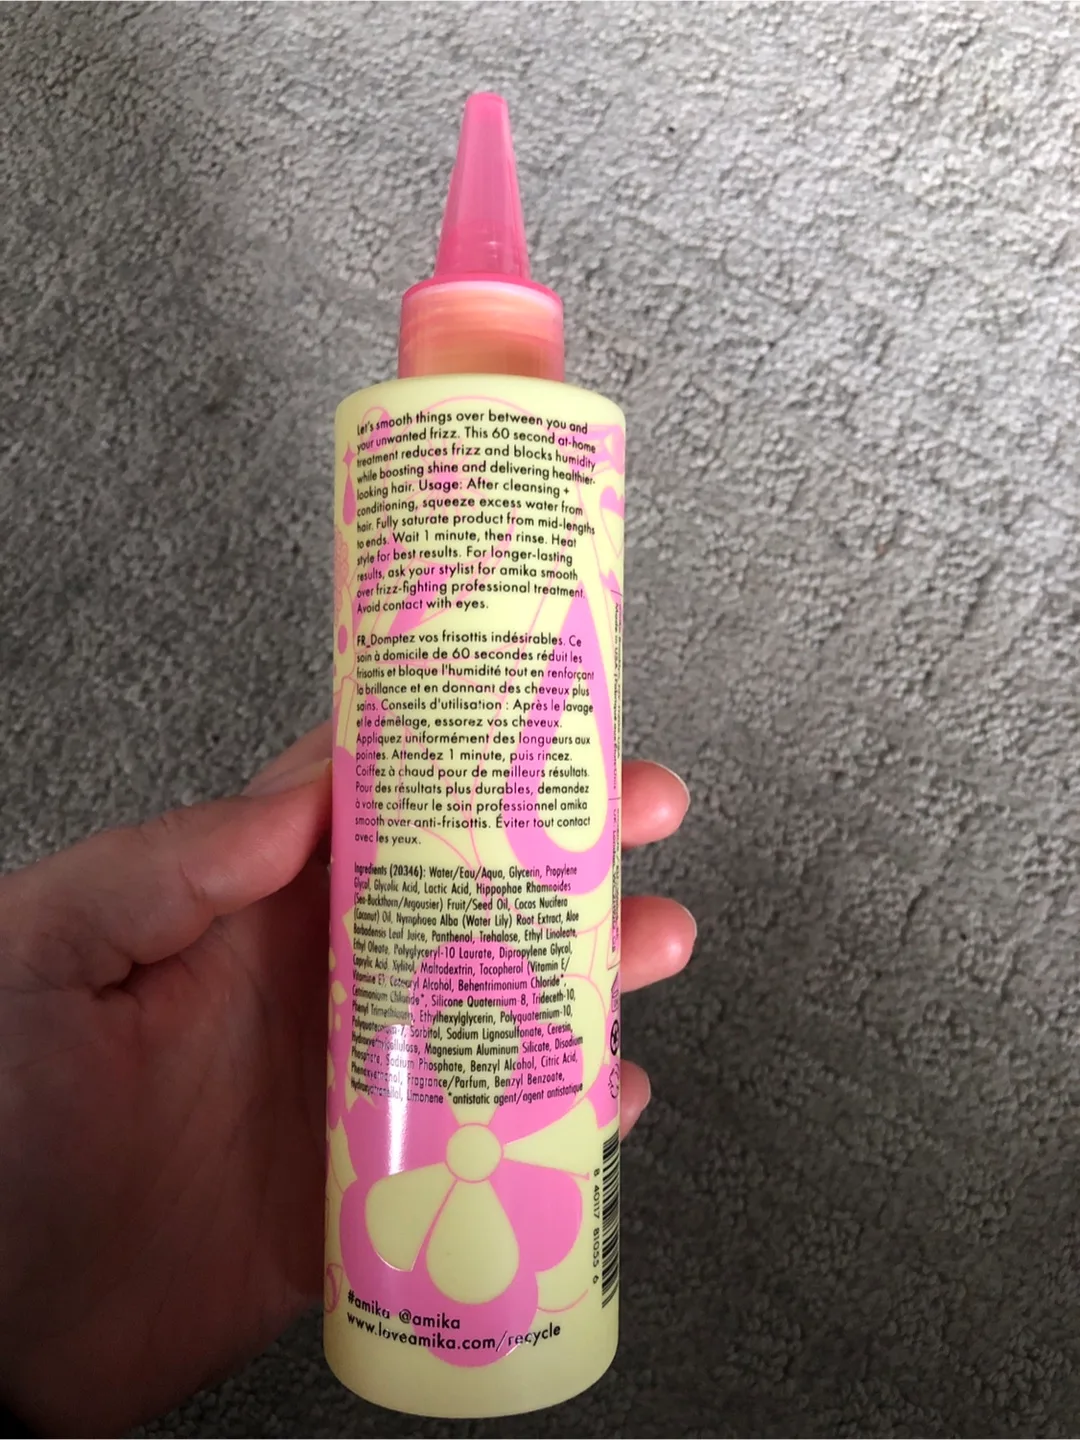 Let's smooth things over between you and
your unwanted frizz. This 60 second at-home
treatment reduces frizz and blocks humidity
while boosting shine and delivering healthier-
looking hair. Usage: After cleansing +
conditioning, squeeze excess water from
hair. Fully saturate product from mid-lengths
to ends. Wait 1 minute, then rinse. Heat
style for best results. For longer-lasting
results, ask your stylist for amika smooth
over frizz-fighting professional treatment.
Avoid contact with eyes.
FR_Domptez vos frisottis indésirables. Ce
soin à domicile de 60 secondes réduit les
frisottis et bloque l'humidité tout en renforçant
la brillance et en donnant des cheveux plus
sains. Conseils d'utilisation : Après le lavage
et le démêlage, essorez vos cheveux.
Appliquez uniformément des longueurs aux
pointes. Attendez 1 minute, puis rincez.
Coiffez à chaud pour de meilleurs résultats.
Pour des résultats plus durables, demandez
à votre coiffeur le soin professionnel amika
smooth over anti-frisottis. Éviter tout contact
avec les yeux.
Ingredients (20346): Water/Eau/Aqua, Glycerin, Propylene
Glycol, Glycolic Acid, Lactic Acid, Hippophae Rhamnoides
(Sea-Buckthorn/Argousier) Fruit/Seed Oil, Cocos Nucifera
(Coconut) Oil, Nymphaea Alba (Water Lily) Root Extract, Aloe
Barbadensis Leaf Juice, Panthenol, Trehalose, Ethyl Linoleate,
Ethyl Oleate, Polyglyceryl-10 Laurate, Dipropylene Glycol,
Caprylic Acid, Xylitol, Maltodextrin, Tocopherol (Vitamin E/
Vitamine E), Cetearyl Alcohol, Behentrimonium Chloride*,
Cetrimonium Chloride*, Silicone Quaternium-8, Trideceth-10,
Phenyl Trimethicone, Ethylhexylglycerin, Polyquaternium-10,
Sorbitol, Sodium Lignosulfonate, Ceresin,
Hydroxyethylcellulose, Magnesium Aluminum Silicate, Disodium
Phosphate, Sodium Phosphate, Benzyl Alcohol, Citric Acid,
Phenoxyethanol, Fragrance/Parfum, Benzyl Benzoate,
Limonene *antistatic agent/agent antistatique
#amika @amika
www.loveamika.com/recycle
8 40117 81055 6